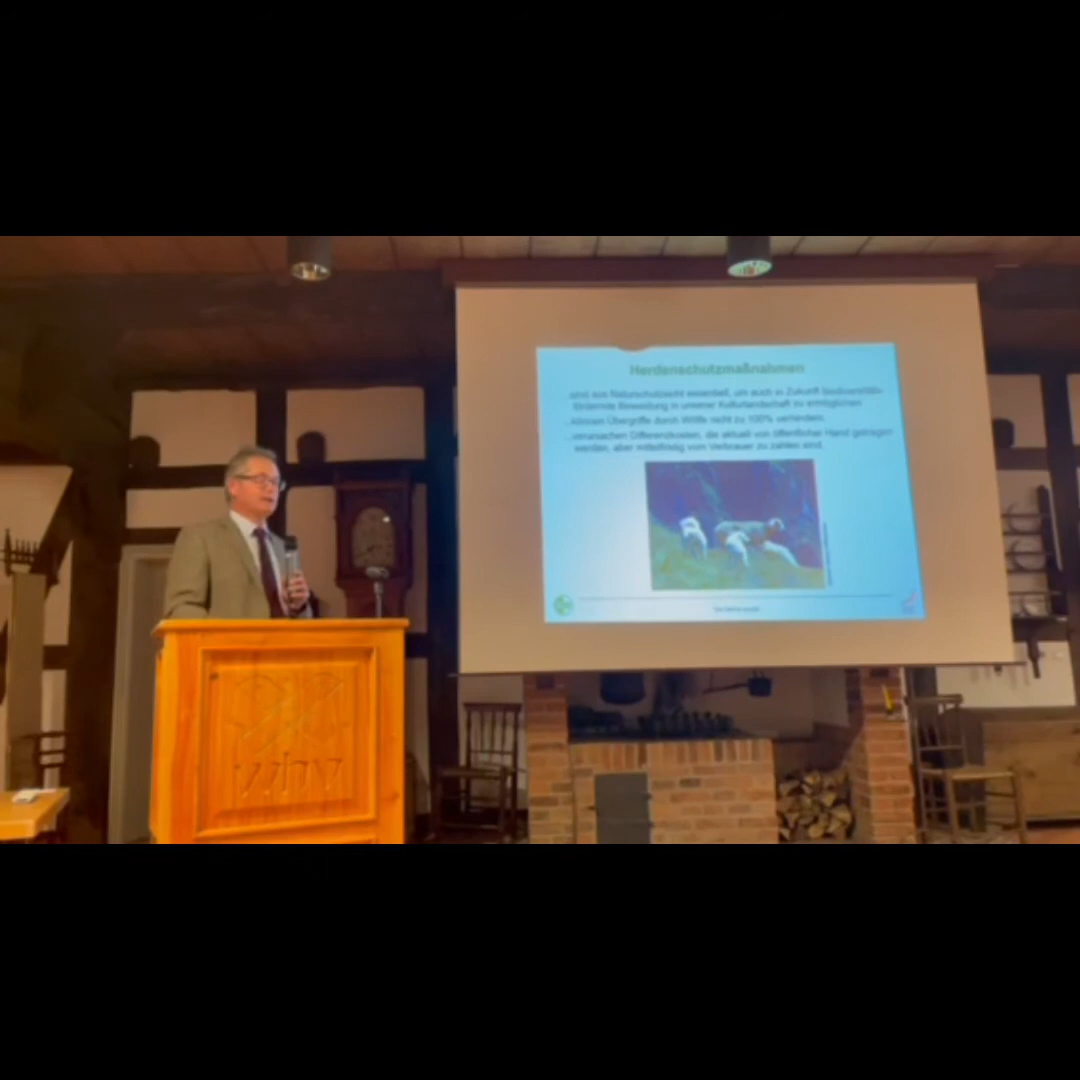 Herdenschutzmaßnahmen
...sind aus Naturschutzsicht essentiell, um auch in Zukunft biodiversitäts-
fördernde Beweidung in unserer Kulturlandschaft zu ermöglichen
...können Übergriffe durch Wölfe nicht zu 100% verhindern.
...verursachen Differenzkosten, die aktuell von öffentlicher Hand getragen
werden, aber mittelfristig vom Verbraucher zu zahlen sind.